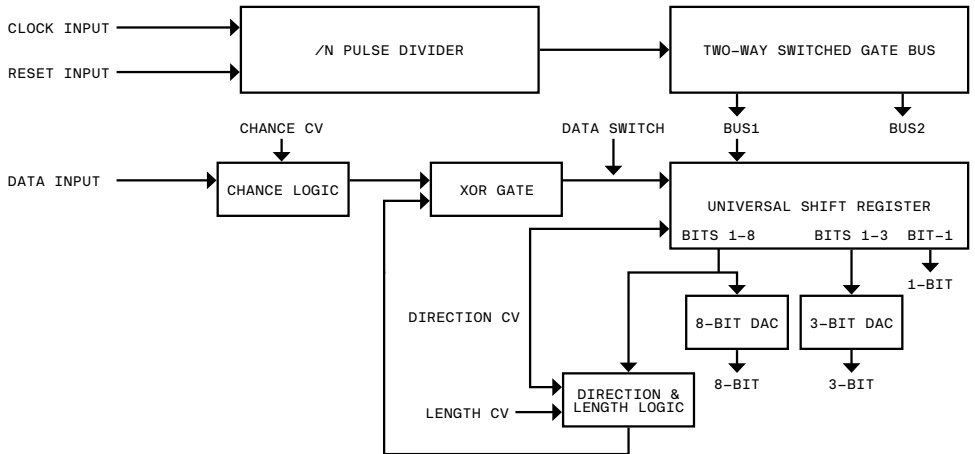 CLOCK INPUT
/N PULSE DIVIDER
TWO-WAY SWITCHED GATE BUS
RESET INPUT
CHANCE CV
DATA SWITCH
BUS1
BUS2
DATA INPUT
CHANCE LOGIC
XOR GATE
UNIVERSAL SHIFT REGISTER
BITS 1-8
BITS 1-3
BIT-1
1-BIT
DIRECTION CV
8-BIT DAC
3-BIT DAC
8-BIT
3-BIT
DIRECTION &
LENGTH LOGIC
LENGTH CV